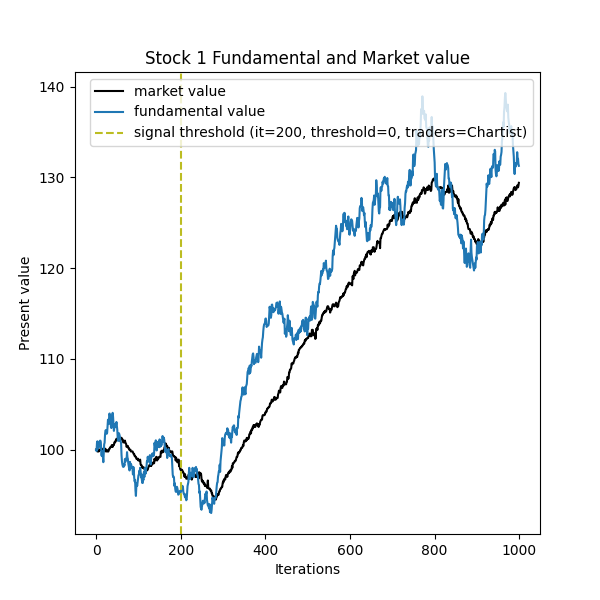 Stock 1 Fundamental and Market value
market value
fundamental value
signal threshold (it=200, threshold=0, traders=Chartist)
140
130
120
110
100
Present value
0 200 400 600 800 1000
Iterations